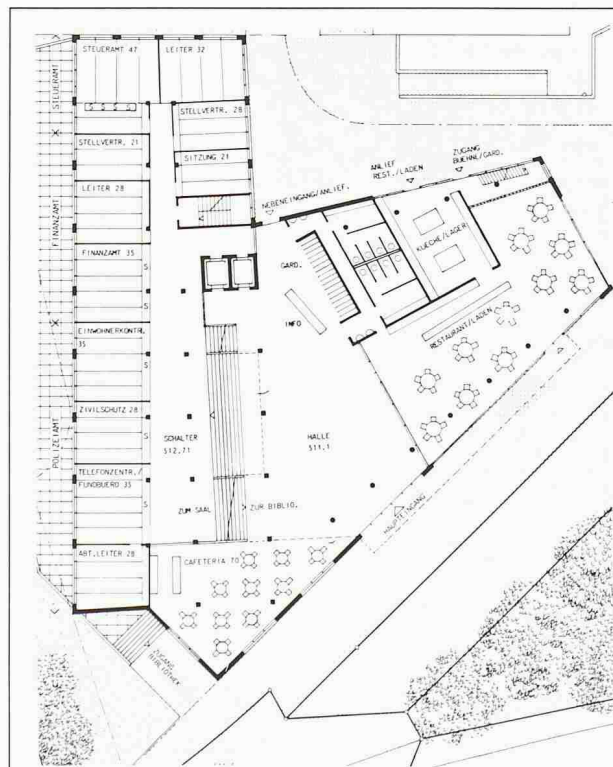 STEUERAMT 47
LEITER 32
STEUERAMT
STELLVERTR. 28
STELLVERTR. 21
SITZUNG 21
LEITER 28
FINANZAMT
FINANZAMT 35
S
S
EINWOHNERKONTR.
35
S
ZIVILSCHUTZ 28
S
POLIZEIAMT
TELEFONZENTR./
FUNDBUERO 35
S
ABT.LEITER 28
NEBENEINGANG/ANLIEF.
ANLIEF
REST./LADEN
ZUGANG
BUEHNE/GARD.
GARD.
INFO
KUECHE/LAGER
RESTAURANT/LADEN
SCHALTER
512.71
HALLE
511.1
ZUM SAAL
ZUR BIBLIO.
HAUPTEINGANG
CAFETERIA 70
ZUGANG
BIBLIOTHEK